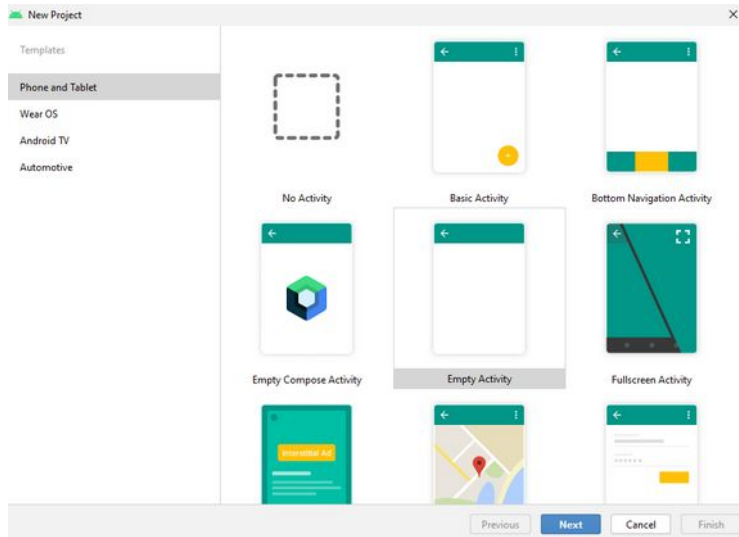 New Project
Templates
Phone and Tablet
Wear OS
Android TV
Automotive
No Activity
Basic Activity
Bottom Navigation Activity
Empty Compose Activity
Empty Activity
Fullscreen Activity
Interstitial Ad
Previous
Next
Cancel
Finish